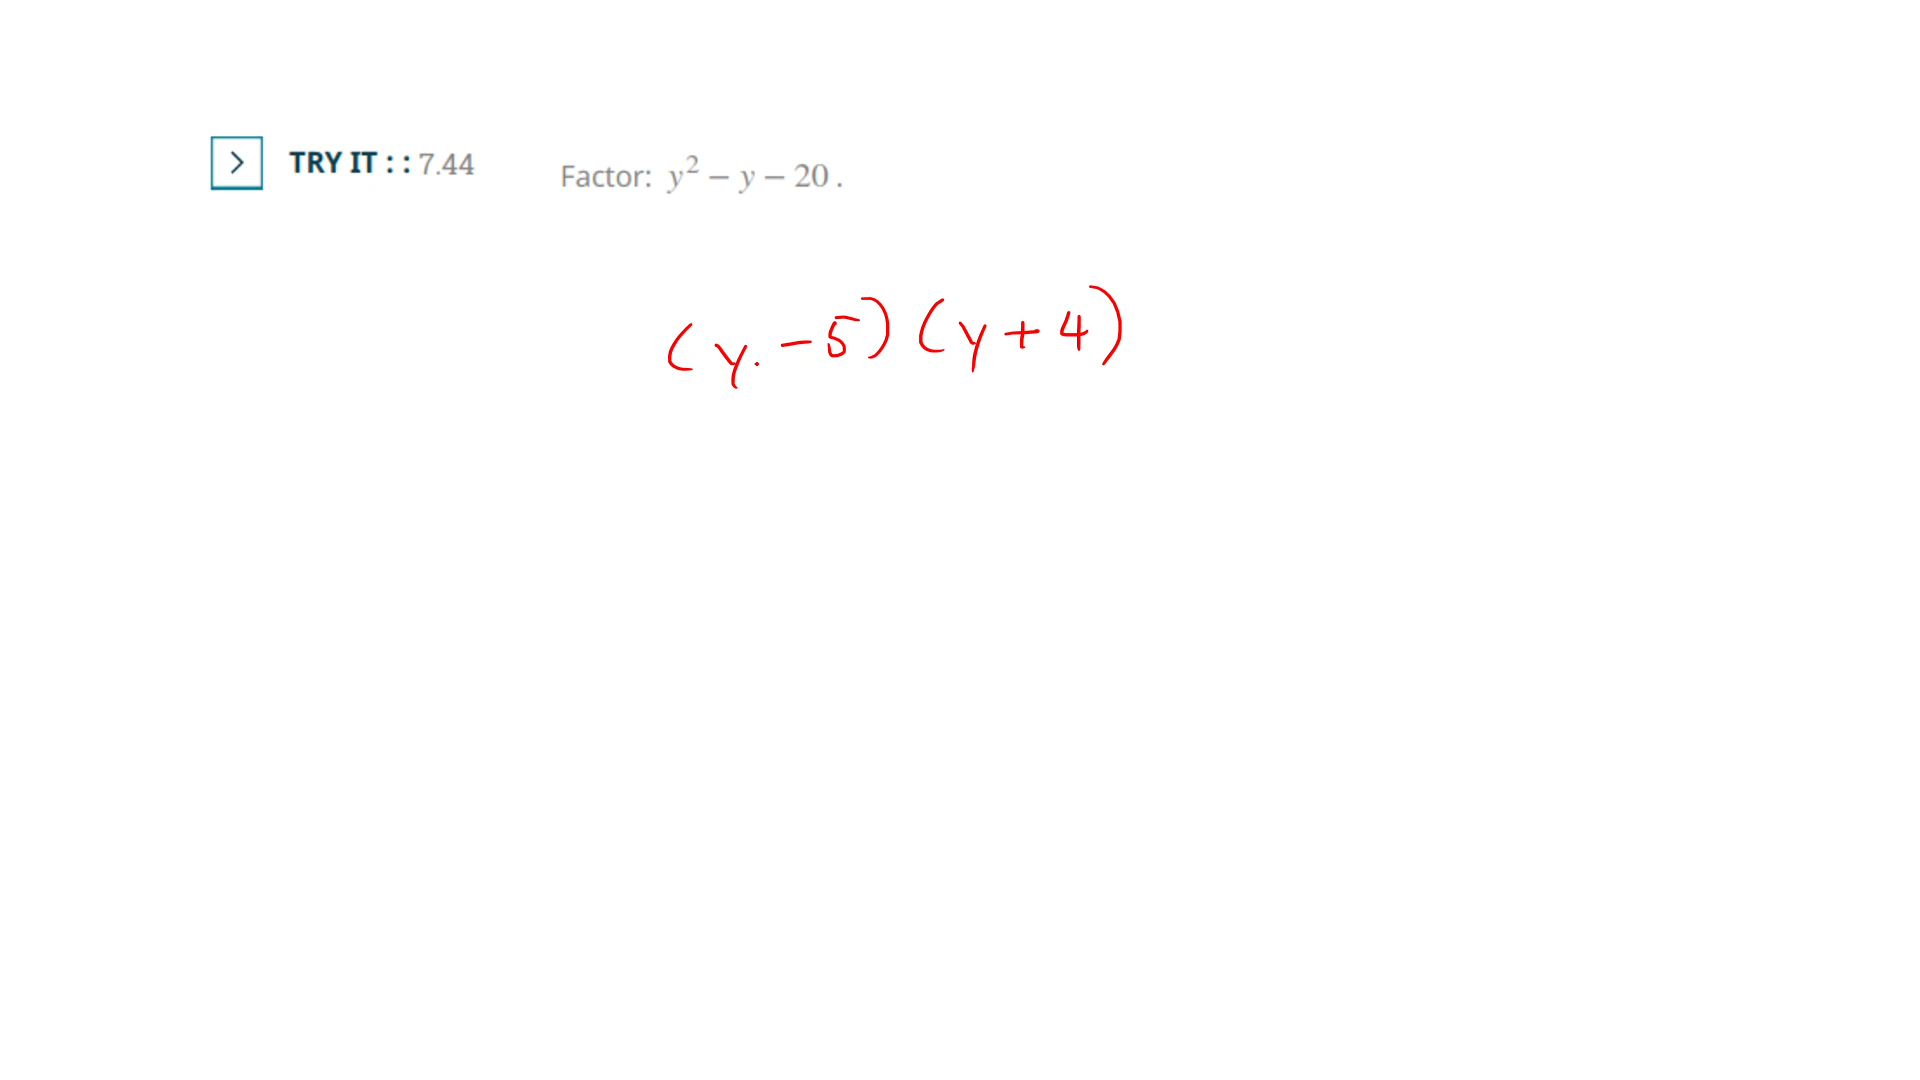 > TRY IT : : 7.44 Factor: y² − y − 20 .
(y. − 5) (y + 4)